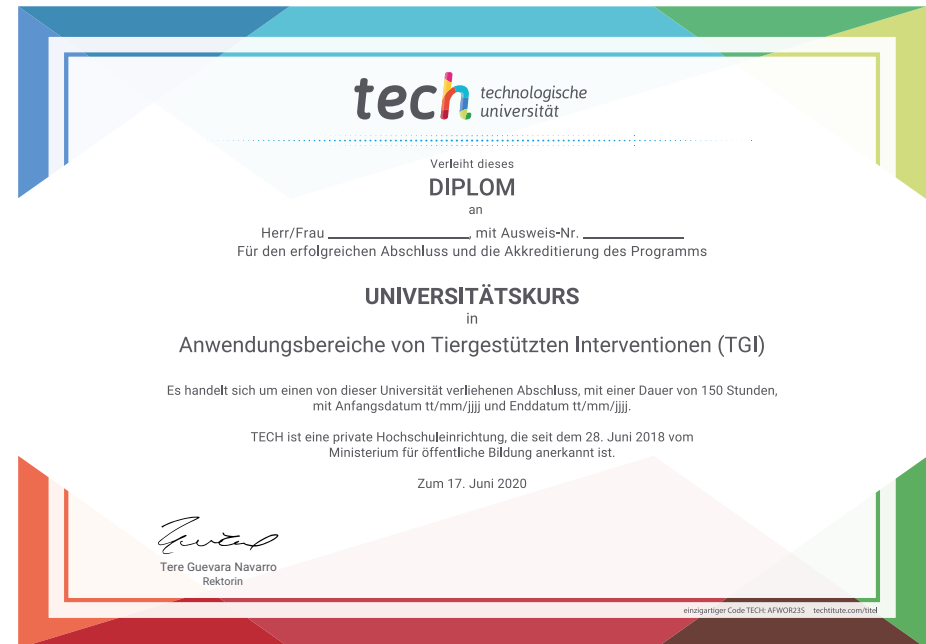 tech technologische
universität
Verleiht dieses
DIPLOM
an
Herr/Frau ____________, mit Ausweis-Nr. ____________
Für den erfolgreichen Abschluss und die Akkreditierung des Programms
UNIVERSITÄTSKURS
in
Anwendungsbereiche von Tiergestützten Interventionen (TGI)
Es handelt sich um einen von dieser Universität verliehenen Abschluss, mit einer Dauer von 150 Stunden,
mit Anfangsdatum tt/mm/jjjj und Enddatum tt/mm/jjjj.
TECH ist eine private Hochschuleinrichtung, die seit dem 28. Juni 2018 vom
Ministerium für öffentliche Bildung anerkannt ist.
Zum 17. Juni 2020
Tere Guevara Navarro
Rektorin
einzigartiger Code TECH: AFWOR23S techtitute.com/titel